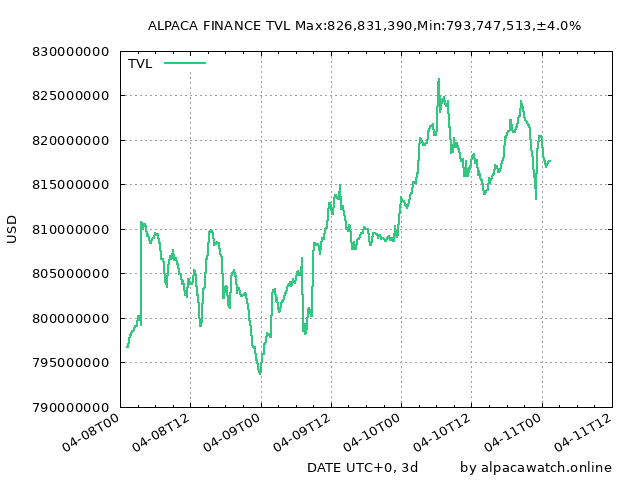 ALPACA FINANCE TVL Max:826,831,390,Min:793,747,513,±4.0%
830000000
TVL
825000000
820000000
815000000
810000000
805000000
800000000
795000000
790000000
USD
04-08T00
04-08T12
04-09T00
04-09T12
04-10T00
04-10T12
04-11T00
04-11T12
DATE UTC+0, 3d
by alpacawatch.online